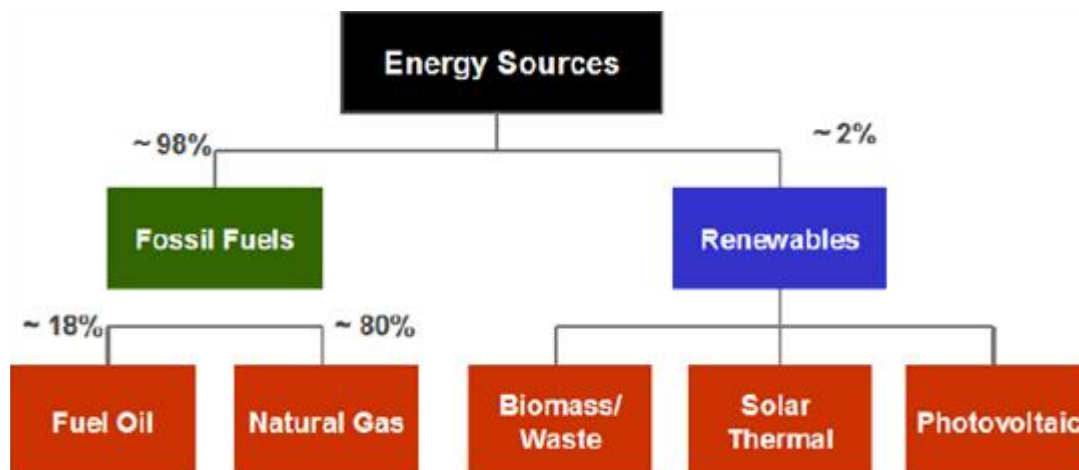 Energy Sources
~ 98%
~ 2%
Fossil Fuels
Renewables
~ 18%
~ 80%
Fuel Oil
Natural Gas
Biomass/
Waste
Solar
Thermal
Photovoltaic